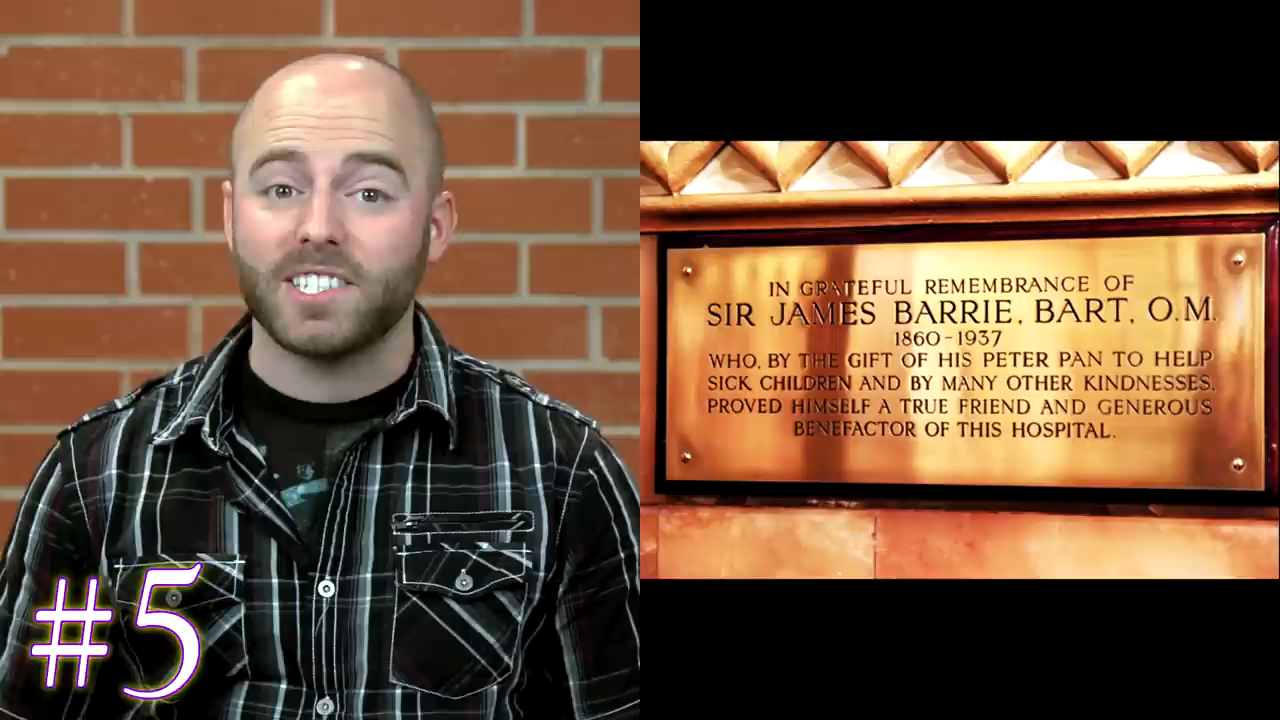 #5
IN GRATEFUL REMEMBRANCE OF
SIR JAMES BARRIE, BART, O.M.
1860-1937
WHO, BY THE GIFT OF HIS PETER PAN TO HELP
SICK CHILDREN AND BY MANY OTHER KINDNESSES,
PROVED HIMSELF A TRUE FRIEND AND GENEROUS
BENEFACTOR OF THIS HOSPITAL.